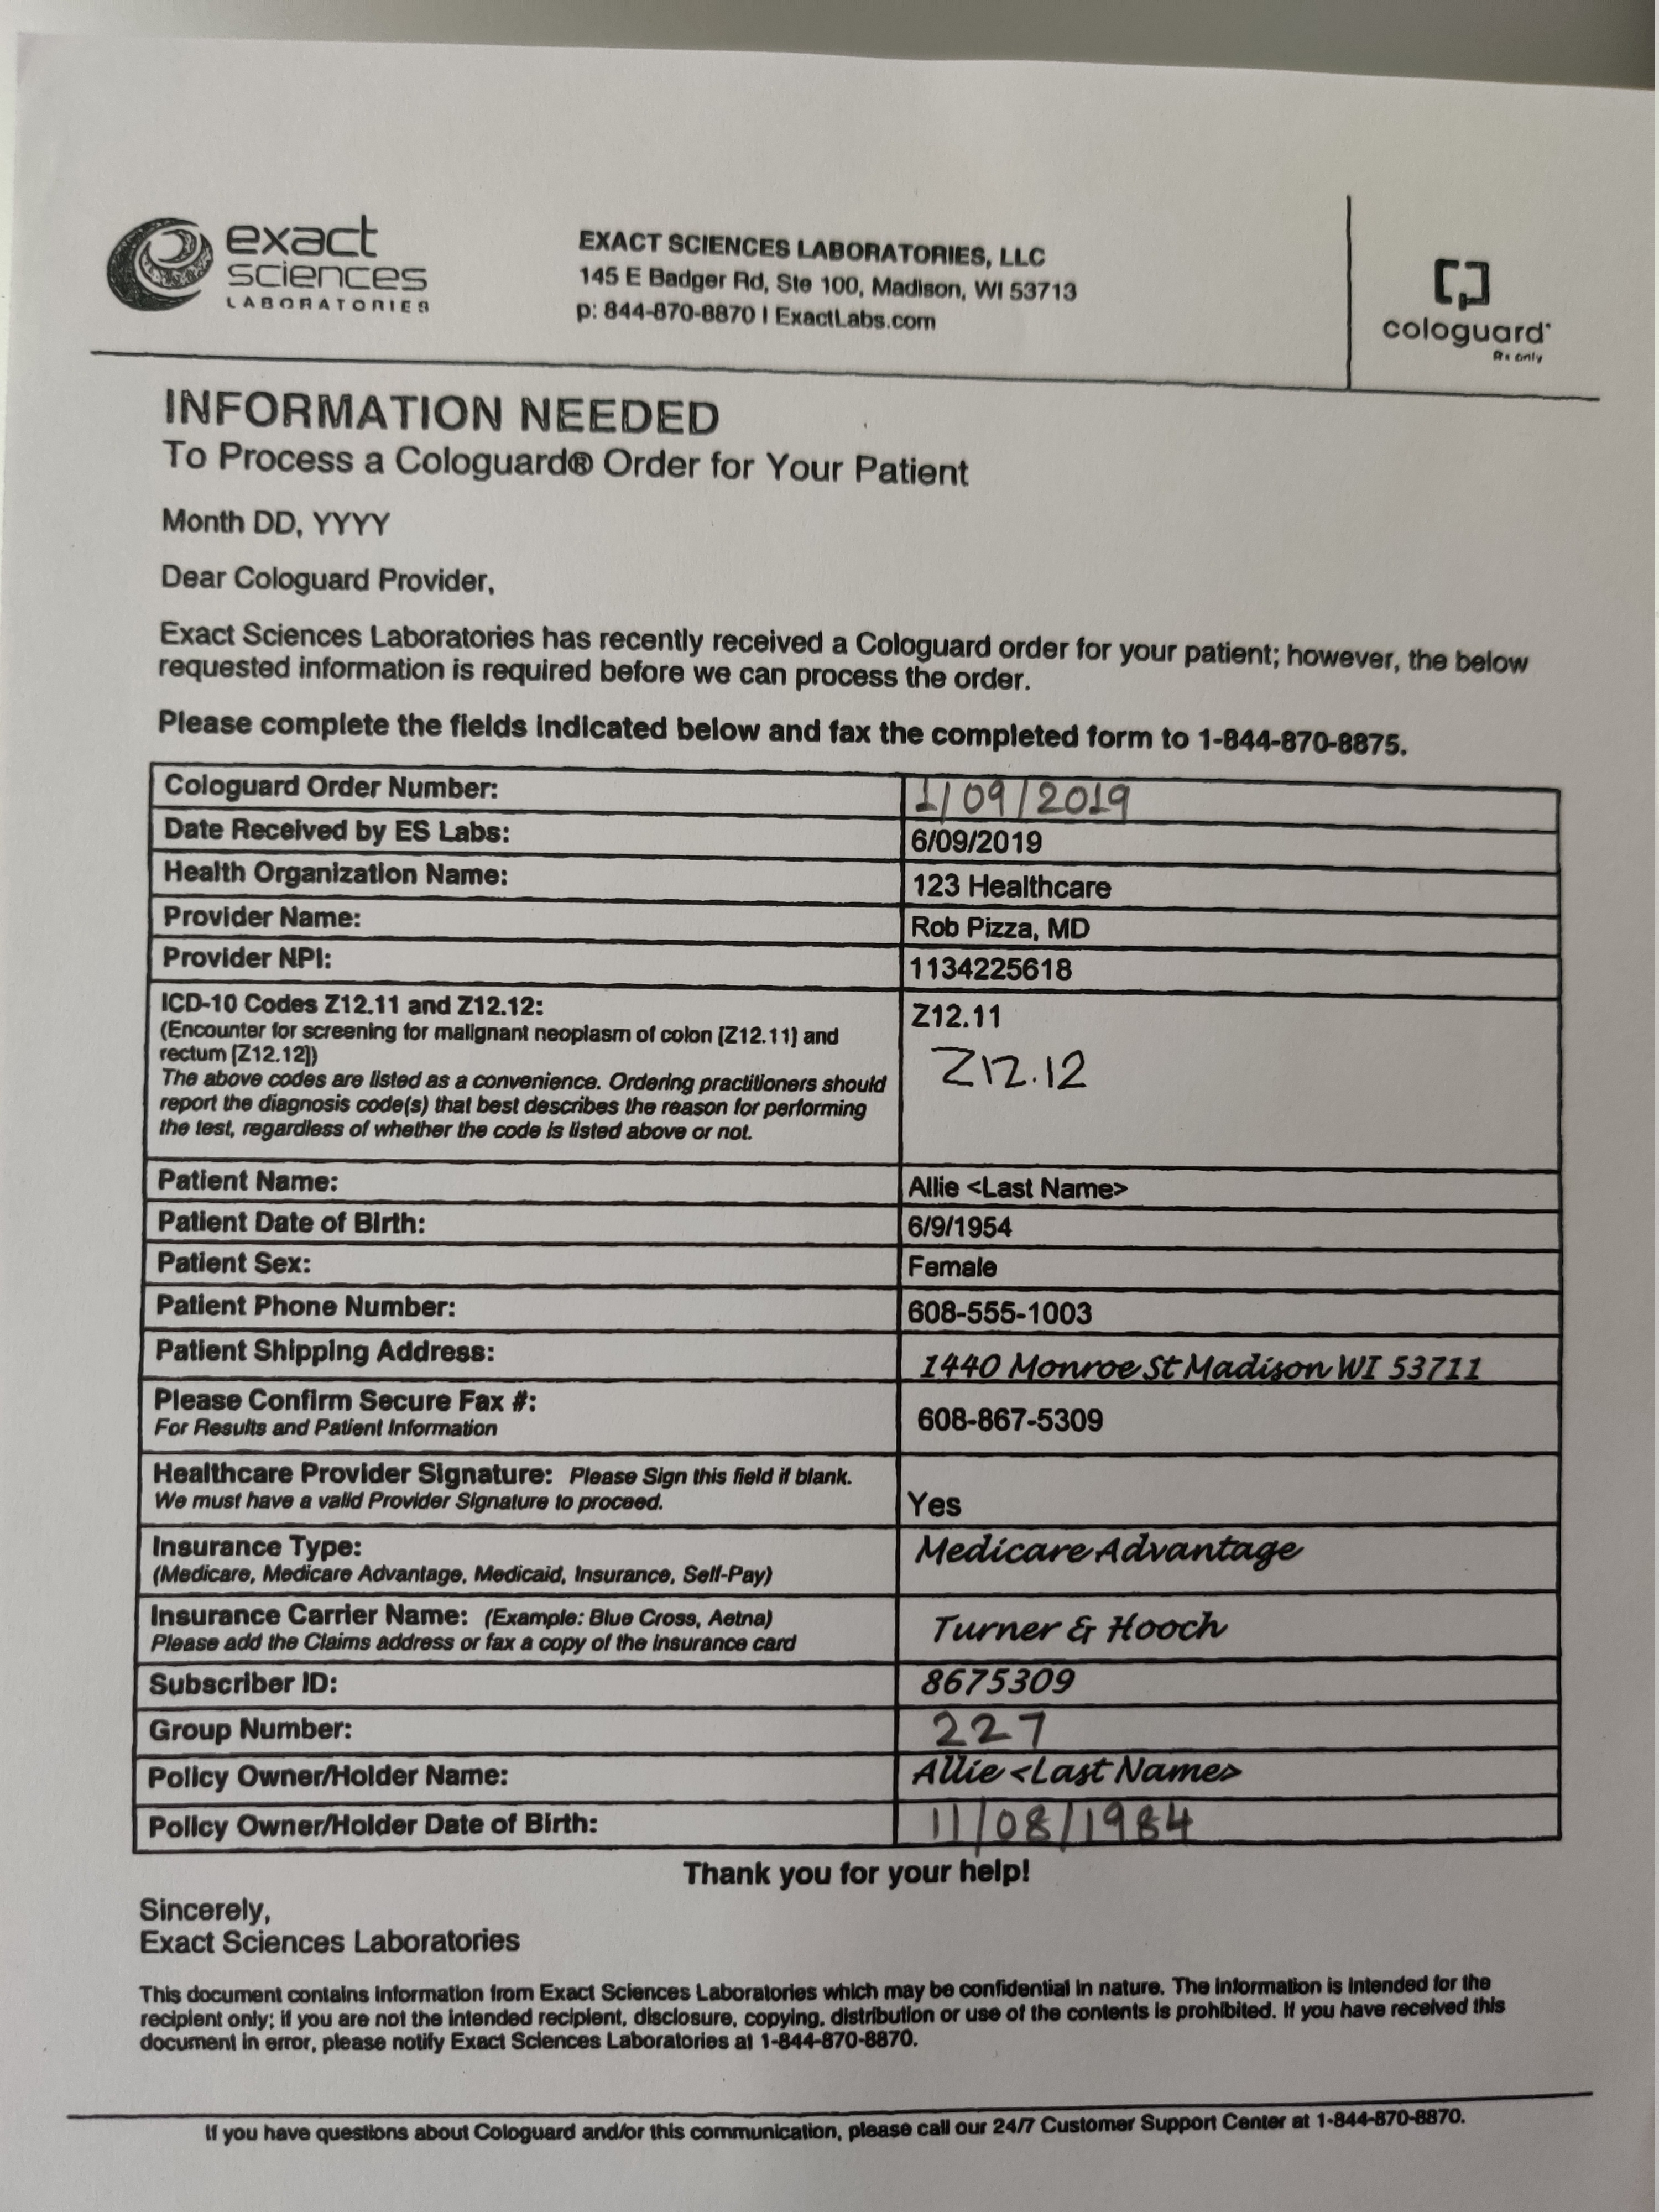 exact
sciences
LABORATORIES
EXACT SCIENCES LABORATORIES, LLC
145 E Badger Rd, Ste 100, Madison, WI 53713
p: 844-870-8870 | ExactLabs.com
cologuard®
Rx only
INFORMATION NEEDED
To Process a Cologuard® Order for Your Patient
Month DD, YYYY
Dear Cologuard Provider,
Exact Sciences Laboratories has recently received a Cologuard order for your patient; however, the below
requested information is required before we can process the order.
Please complete the fields indicated below and fax the completed form to 1-844-870-8875.
Cologuard Order Number: 1/09/2019
Date Received by ES Labs: 6/09/2019
Health Organization Name: 123 Healthcare
Provider Name: Rob Pizza, MD
Provider NPI: 1134225618
ICD-10 Codes Z12.11 and Z12.12: Z12.11
(Encounter for screening for malignant neoplasm of colon [Z12.11] and
rectum [Z12.12]) Z12.12
The above codes are listed as a convenience. Ordering practitioners should
report the diagnosis code(s) that best describes the reason for performing
the test, regardless of whether the code is listed above or not.
Patient Name: Allie <Last Name>
Patient Date of Birth: 6/9/1954
Patient Sex: Female
Patient Phone Number: 608-555-1003
Patient Shipping Address: 1440 Monroe St Madison WI 53711
Please Confirm Secure Fax #: 608-867-5309
For Results and Patient Information
Healthcare Provider Signature: Please Sign this field if blank.
We must have a valid Provider Signature to proceed. Yes
Insurance Type: Medicare Advantage
(Medicare, Medicare Advantage, Medicaid, Insurance, Self-Pay)
Insurance Carrier Name: (Example: Blue Cross, Aetna) Turner & Hooch
Please add the Claims address or fax a copy of the insurance card
Subscriber ID: 8675309
Group Number: 227
Policy Owner/Holder Name: Allie <Last Name>
Policy Owner/Holder Date of Birth: 11/08/1984
Thank you for your help!
Sincerely,
Exact Sciences Laboratories
This document contains information from Exact Sciences Laboratories which may be confidential in nature. The information is intended for the
recipient only; if you are not the intended recipient, disclosure, copying, distribution or use of the contents is prohibited. If you have received this
document in error, please notify Exact Sciences Laboratories at 1-844-870-8870.
If you have questions about Cologuard and/or this communication, please call our 24/7 Customer Support Center at 1-844-870-8870.